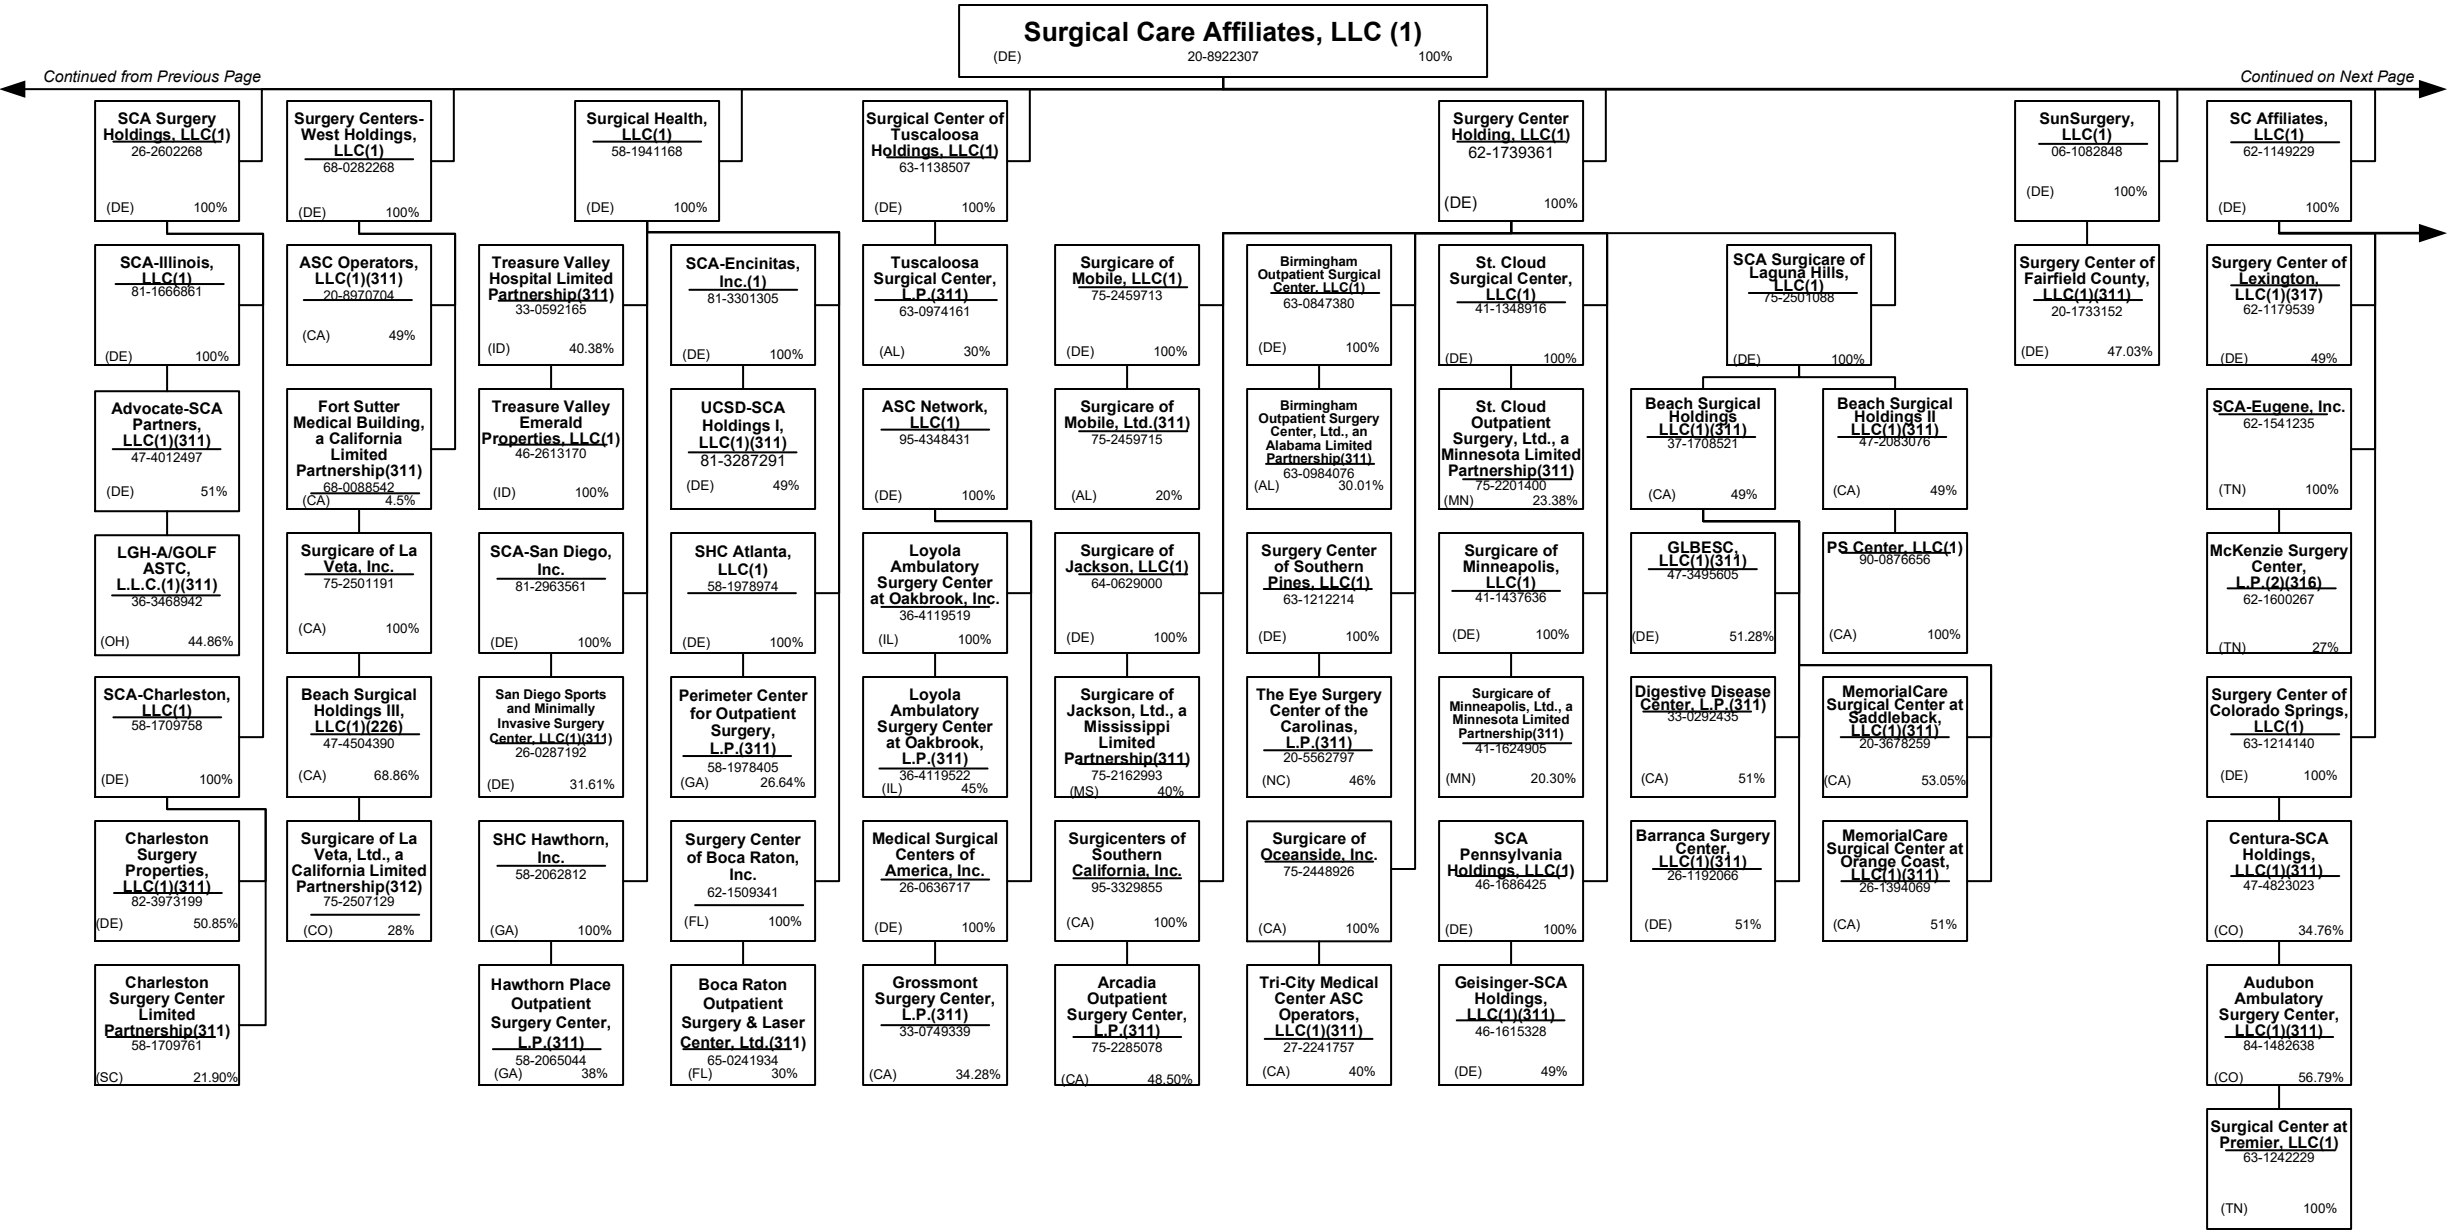 Surgical Care Affiliates, LLC (1)
(DE) 20-8922307 100%
Continued from Previous Page
Continued on Next Page
SCA Surgery
Holdings, LLC(1)
26-2602268
(DE) 100%
Surgery Centers-
West Holdings,
LLC(1)
68-0282268
(DE) 100%
Surgical Health,
LLC(1)
58-1941168
(DE) 100%
Surgical Center of
Tuscaloosa
Holdings, LLC(1)
63-1138507
(DE) 100%
Surgery Center
Holding, LLC(1)
62-1739361
(DE) 100%
SunSurgery,
LLC(1)
06-1082848
(DE) 100%
SC Affiliates,
LLC(1)
62-1149229
(DE) 100%
SCA-Illinois,
LLC(1)
81-1666861
(DE) 100%
ASC Operators,
LLC(1)(311)
20-8970704
(CA) 49%
Treasure Valley
Hospital Limited
Partnership(311)
33-0592165
(ID) 40.38%
SCA-Encinitas,
Inc.(1)
81-3301305
(DE) 100%
Tuscaloosa
Surgical Center,
L.P.(311)
63-0974161
(AL) 30%
Surgicare of
Mobile, LLC(1)
75-2459713
(DE) 100%
Birmingham
Outpatient Surgical
Center, LLC(1)
63-0847380
(DE) 100%
St. Cloud
Surgical Center,
LLC(1)
41-1348916
(DE) 100%
SCA Surgicare of
Laguna Hills,
LLC(1)
75-2501088
(DE) 100%
Surgery Center of
Fairfield County,
LLC(1)(311)
20-1733152
(DE) 47.03%
Surgery Center of
Lexington,
LLC(1)(317)
62-1179539
(DE) 49%
Advocate-SCA
Partners,
LLC(1)(311)
47-4012497
(DE) 51%
Fort Sutter
Medical Building,
a California
Limited
Partnership(311)
68-0088542
(CA) 4.5%
Treasure Valley
Emerald
Properties, LLC(1)
46-2613170
(ID) 100%
UCSD-SCA
Holdings I,
LLC(1)(311)
81-3287291
(DE) 49%
ASC Network,
LLC(1)
95-4348431
(DE) 100%
Surgicare of
Mobile, Ltd.(311)
75-2459715
(AL) 20%
Birmingham
Outpatient Surgery
Center, Ltd., an
Alabama Limited
Partnership(311)
63-0984076
(AL) 30.01%
St. Cloud
Outpatient
Surgery, Ltd., a
Minnesota Limited
Partnership(311)
75-2201400
(MN) 23.38%
Beach Surgical
Holdings
LLC(1)(311)
37-1708521
(CA) 49%
Beach Surgical
Holdings II
LLC(1)(311)
47-2083076
(CA) 49%
SCA-Eugene, Inc.
62-1541235
(TN) 100%
LGH-A/GOLF
ASTC,
L.L.C.(1)(311)
36-3468942
(OH) 44.86%
Surgicare of La
Veta, Inc.
75-2501191
(CA) 100%
SCA-San Diego,
Inc.
81-2963561
(DE) 100%
SHC Atlanta,
LLC(1)
58-1978974
(DE) 100%
Loyola
Ambulatory
Surgery Center
at Oakbrook, Inc.
36-4119519
(IL) 100%
Surgicare of
Jackson, LLC(1)
64-0629000
(DE) 100%
Surgery Center
of Southern
Pines, LLC(1)
63-1212214
(DE) 100%
Surgicare of
Minneapolis,
LLC(1)
41-1437636
(DE) 100%
GLBESC,
LLC(1)(311)
47-3495605
(DE) 51.28%
PS Center, LLC(1)
90-0876656
(CA) 100%
McKenzie Surgery
Center,
L.P.(2)(316)
62-1600267
(TN) 27%
SCA-Charleston,
LLC(1)
58-1709758
(DE) 100%
Beach Surgical
Holdings III,
LLC(1)(226)
47-4504390
(CA) 68.86%
San Diego Sports
and Minimally
Invasive Surgery
Center, LLC(1)(311)
26-0287192
(DE) 31.61%
Perimeter Center
for Outpatient
Surgery,
L.P.(311)
58-1978405
(GA) 26.64%
Loyola
Ambulatory
Surgery Center
at Oakbrook,
L.P.(311)
36-4119522
(IL) 45%
Surgicare of
Jackson, Ltd., a
Mississippi
Limited
Partnership(311)
75-2162993
(MS) 40%
The Eye Surgery
Center of the
Carolinas,
L.P.(311)
20-5562797
(NC) 46%
Surgicare of
Minneapolis, Ltd., a
Minnesota Limited
Partnership(311)
41-1624905
(MN) 20.30%
Digestive Disease
Center, L.P.(311)
33-0292435
(CA) 51%
MemorialCare
Surgical Center at
Saddleback,
LLC(1)(311)
20-3678259
(CA) 53.05%
Surgery Center of
Colorado Springs,
LLC(1)
63-1214140
(DE) 100%
Charleston
Surgery
Properties,
LLC(1)(311)
82-3973199
(DE) 50.85%
Surgicare of La
Veta, Ltd., a
California Limited
Partnership(312)
75-2507129
(CO) 28%
SHC Hawthorn,
Inc.
58-2062812
(GA) 100%
Surgery Center
of Boca Raton,
Inc.
62-1509341
(FL) 100%
Medical Surgical
Centers of
America, Inc.
26-0636717
(DE) 100%
Surgicenters of
Southern
California, Inc.
95-3329855
(CA) 100%
Surgicare of
Oceanside, Inc.
75-2448926
(CA) 100%
SCA
Pennsylvania
Holdings, LLC(1)
46-1686425
(DE) 100%
Barranca Surgery
Center,
LLC(1)(311)
26-1192066
(DE) 51%
MemorialCare
Surgical Center at
Orange Coast,
LLC(1)(311)
26-1394069
(CA) 51%
Centura-SCA
Holdings,
LLC(1)(311)
47-4823023
(CO) 34.76%
Charleston
Surgery Center
Limited
Partnership(311)
58-1709761
(SC) 21.90%
Hawthorn Place
Outpatient
Surgery Center,
L.P.(311)
58-2065044
(GA) 38%
Boca Raton
Outpatient
Surgery & Laser
Center, Ltd.(311)
65-0241934
(FL) 30%
Grossmont
Surgery Center,
L.P.(311)
33-0749339
(CA) 34.28%
Arcadia
Outpatient
Surgery Center,
L.P.(311)
75-2285078
(CA) 48.50%
Tri-City Medical
Center ASC
Operators,
LLC(1)(311)
27-2241757
(CA) 40%
Geisinger-SCA
Holdings,
LLC(1)(311)
46-1615328
(DE) 49%
Audubon
Ambulatory
Surgery Center,
LLC(1)(311)
84-1482638
(CO) 56.79%
Surgical Center at
Premier, LLC(1)
63-1242229
(TN) 100%